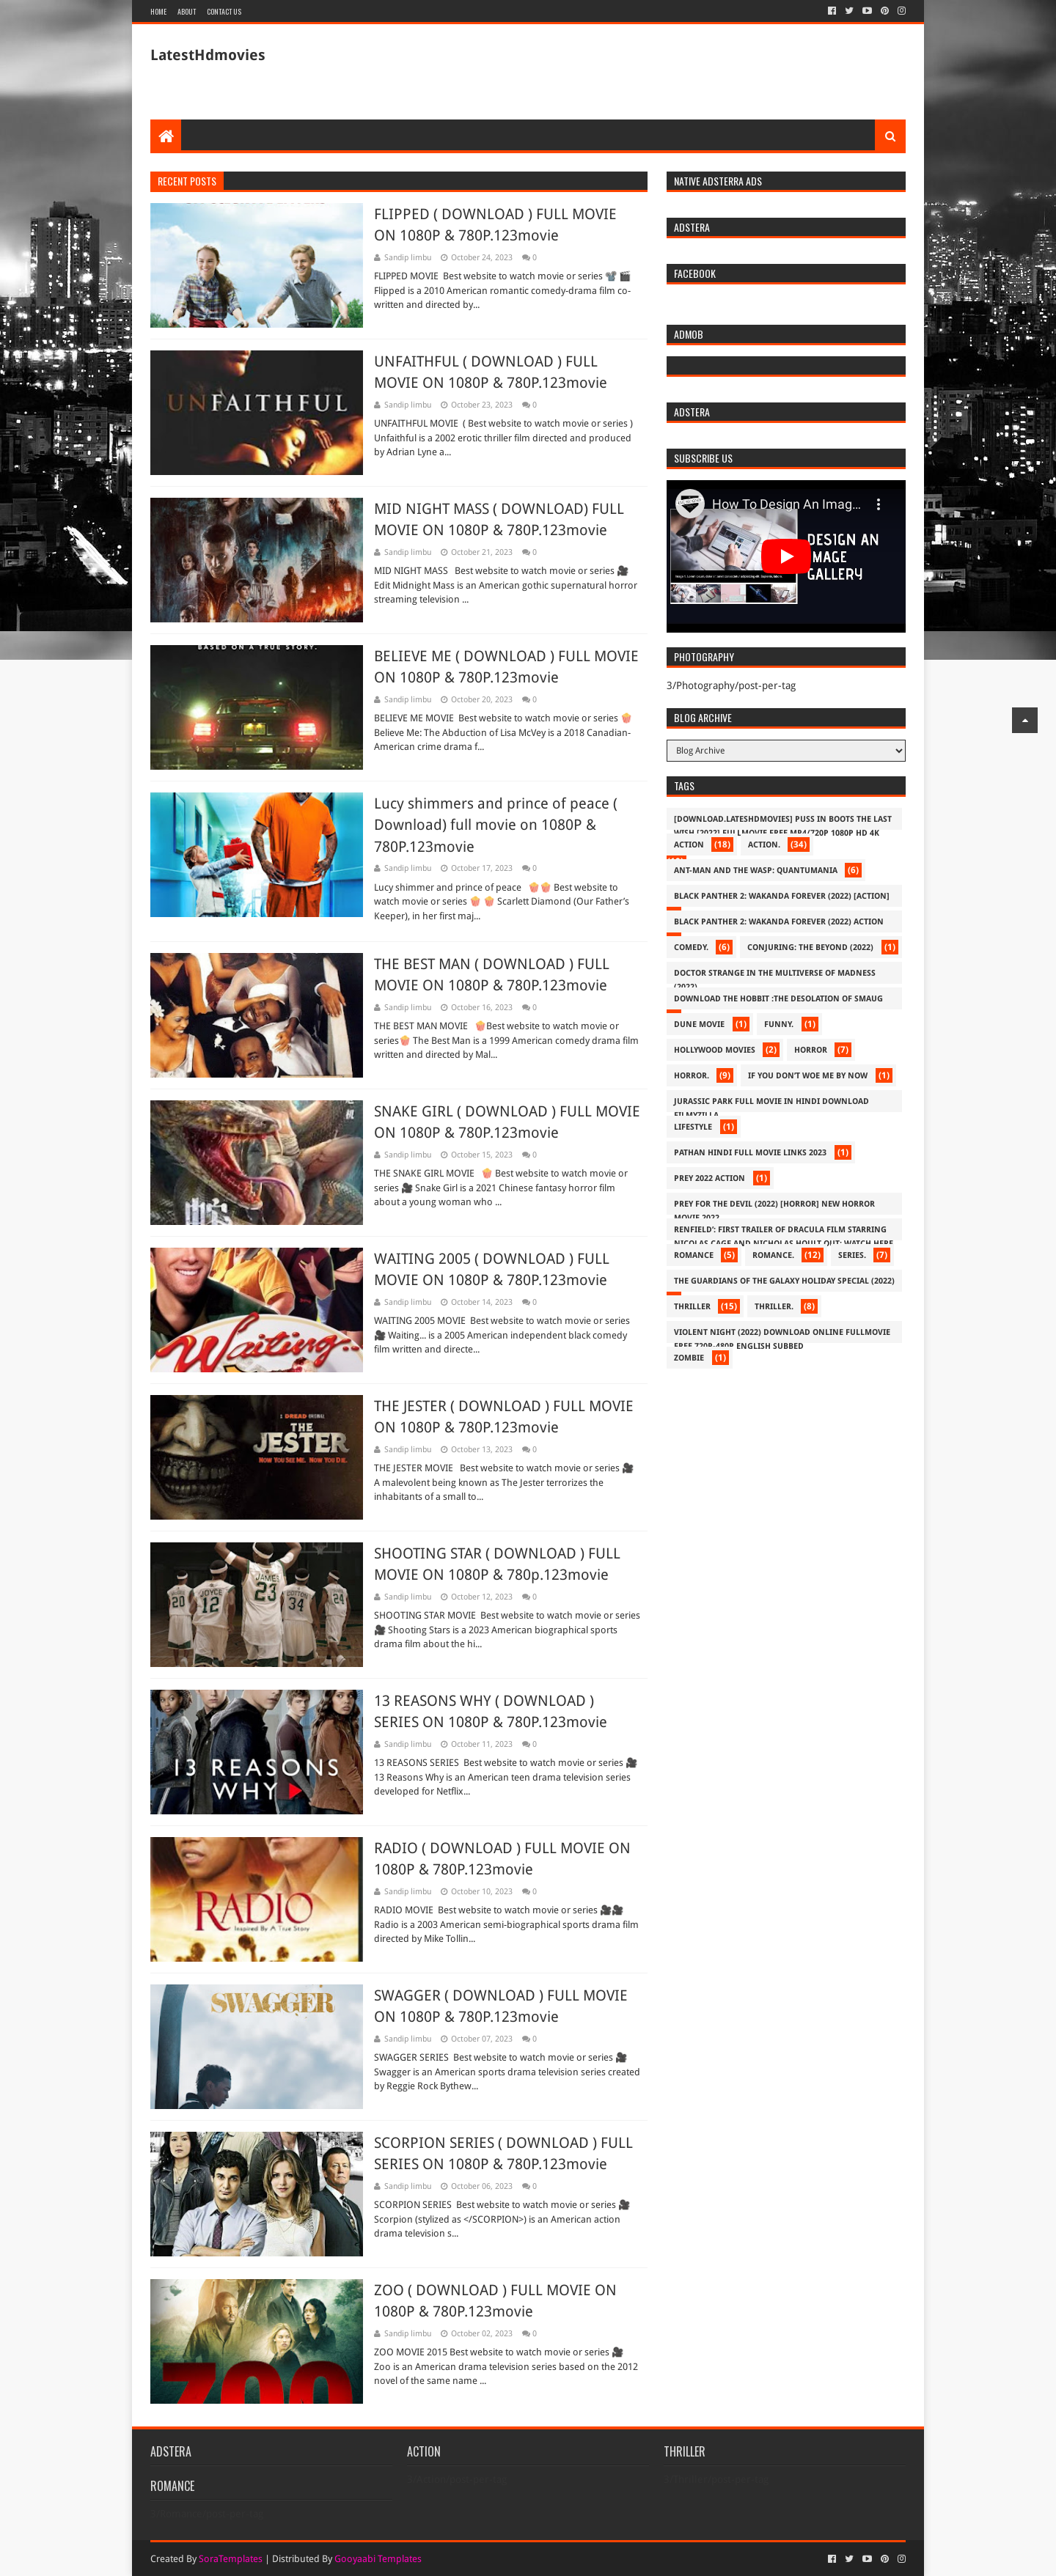 HOME ABOUT CONTACT US
LatestHdmovies
RECENT POSTS
FLIPPED ( DOWNLOAD ) FULL MOVIE
ON 1080P & 780P.123movie
Sandip limbu October 24, 2023 0
FLIPPED MOVIE Best website to watch movie or series 📽️ 🎬
Flipped is a 2010 American romantic comedy-drama film co-
written and directed by...
UNFAITHFUL
UNFAITHFUL ( DOWNLOAD ) FULL
MOVIE ON 1080P & 780P.123movie
Sandip limbu October 23, 2023 0
UNFAITHFUL MOVIE ( Best website to watch movie or series )
Unfaithful is a 2002 erotic thriller film directed and produced
by Adrian Lyne a...
MID NIGHT MASS ( DOWNLOAD) FULL
MOVIE ON 1080P & 780P.123movie
Sandip limbu October 21, 2023 0
MID NIGHT MASS Best website to watch movie or series 🎥
Edit Midnight Mass is an American gothic supernatural horror
streaming television ...
BASED ON A TRUE STORY.
BELIEVE ME ( DOWNLOAD ) FULL MOVIE
ON 1080P & 780P.123movie
Sandip limbu October 20, 2023 0
BELIEVE ME MOVIE Best website to watch movie or series 🍿
Believe Me: The Abduction of Lisa McVey is a 2018 Canadian-
American crime drama f...
Lucy shimmers and prince of peace (
Download) full movie on 1080P &
780P.123movie
Sandip limbu October 17, 2023 0
Lucy shimmer and prince of peace 🍿🍿 Best website to
watch movie or series 🍿 🍿 Scarlett Diamond (Our Father's
Keeper), in her first maj...
THE BEST MAN ( DOWNLOAD ) FULL
MOVIE ON 1080P & 780P.123movie
Sandip limbu October 16, 2023 0
THE BEST MAN MOVIE 🍿Best website to watch movie or
series🍿 The Best Man is a 1999 American comedy drama film
written and directed by Mal...
SNAKE GIRL ( DOWNLOAD ) FULL MOVIE
ON 1080P & 780P.123movie
Sandip limbu October 15, 2023 0
THE SNAKE GIRL MOVIE 🍿 Best website to watch movie or
series 🎥 Snake Girl is a 2021 Chinese fantasy horror film
about a young woman who ...
Waiting...
WAITING 2005 ( DOWNLOAD ) FULL
MOVIE ON 1080P & 780P.123movie
Sandip limbu October 14, 2023 0
WAITING 2005 MOVIE Best website to watch movie or series
🎥 Waiting... is a 2005 American independent black comedy
film written and directe...
A DREAD ORIGINAL
THE
JESTER
NOW YOU SEE ME. NOW YOU DIE.
THE JESTER ( DOWNLOAD ) FULL MOVIE
ON 1080P & 780P.123movie
Sandip limbu October 13, 2023 0
THE JESTER MOVIE Best website to watch movie or series 🎥
A malevolent being known as The Jester terrorizes the
inhabitants of a small to...
20 JOYCE 12 JAMES 23 COTTON 34 24
SHOOTING STAR ( DOWNLOAD ) FULL
MOVIE ON 1080P & 780p.123movie
Sandip limbu October 12, 2023 0
SHOOTING STAR MOVIE Best website to watch movie or series
🎥 Shooting Stars is a 2023 American biographical sports
drama film about the hi...
13 REASONS
WHY
13 REASONS WHY ( DOWNLOAD )
SERIES ON 1080P & 780P.123movie
Sandip limbu October 11, 2023 0
13 REASONS SERIES Best website to watch movie or series 🎥
13 Reasons Why is an American teen drama television series
developed for Netflix...
RADIO
Inspired By A True Story
RADIO ( DOWNLOAD ) FULL MOVIE ON
1080P & 780P.123movie
Sandip limbu October 10, 2023 0
RADIO MOVIE Best website to watch movie or series 🎥🎥
Radio is a 2003 American semi-biographical sports drama film
directed by Mike Tollin...
SWAGGER
SWAGGER ( DOWNLOAD ) FULL MOVIE
ON 1080P & 780P.123movie
Sandip limbu October 07, 2023 0
SWAGGER SERIES Best website to watch movie or series 🎥
Swagger is an American sports drama television series created
by Reggie Rock Bythew...
SCORPION SERIES ( DOWNLOAD ) FULL
SERIES ON 1080P & 780P.123movie
Sandip limbu October 06, 2023 0
SCORPION SERIES Best website to watch movie or series 🎥
Scorpion (stylized as </SCORPION>) is an American action
drama television s...
ZOO
ZOO ( DOWNLOAD ) FULL MOVIE ON
1080P & 780P.123movie
Sandip limbu October 02, 2023 0
ZOO MOVIE 2015 Best website to watch movie or series 🎥
Zoo is an American drama television series based on the 2012
novel of the same name ...
NATIVE ADSTERRA ADS
ADSTERA
FACEBOOK
ADMOB
ADSTERA
SUBSCRIBE US
How To Design An Imag...
DESIGN AN
IMAGE
GALLERY
PHOTOGRAPHY
3/Photography/post-per-tag
BLOG ARCHIVE
Blog Archive
TAGS
[DOWNLOAD.LATESHDMOVIES] PUSS IN BOOTS THE LAST
WISH [2022] FULLMOVIE FREE MP4/720P 1080P HD 4K
ACTION (18) ACTION. (34)
ANT-MAN AND THE WASP: QUANTUMANIA (6)
BLACK PANTHER 2: WAKANDA FOREVER (2022) [ACTION]
BLACK PANTHER 2: WAKANDA FOREVER (2022) ACTION
COMEDY. (6) CONJURING: THE BEYOND (2022) (1)
DOCTOR STRANGE IN THE MULTIVERSE OF MADNESS
(2022)
DOWNLOAD THE HOBBIT :THE DESOLATION OF SMAUG
DUNE MOVIE (1) FUNNY. (1)
HOLLYWOOD MOVIES (2) HORROR (7)
HORROR. (9) IF YOU DON'T WOE ME BY NOW (1)
JURASSIC PARK FULL MOVIE IN HINDI DOWNLOAD
FILMYZILLA
LIFESTYLE (1)
PATHAN HINDI FULL MOVIE LINKS 2023 (1)
PREY 2022 ACTION (1)
PREY FOR THE DEVIL (2022) [HORROR] NEW HORROR
MOVIE 2022
RENFIELD': FIRST TRAILER OF DRACULA FILM STARRING
NICOLAS CAGE AND NICHOLAS HOULT OUT; WATCH HERE
ROMANCE (5) ROMANCE. (12) SERIES. (7)
THE GUARDIANS OF THE GALAXY HOLIDAY SPECIAL (2022)
THRILLER (15) THRILLER. (8)
VIOLENT NIGHT (2022) DOWNLOAD ONLINE FULLMOVIE
FREE 720P-480P ENGLISH SUBBED
ZOMBIE (1)
ADSTERA
ROMANCE
ACTION
THRILLER
Created By SoraTemplates | Distributed By Gooyaabi Templates